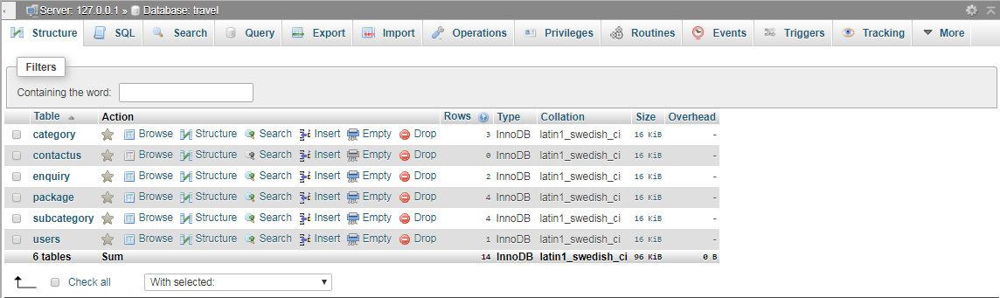 Server: 127.0.0.1 » Database: travel
Structure SQL Search Query Export Import Operations Privileges Routines Events Triggers Tracking More
Filters
Containing the word:
Table Action Rows Type Collation Size Overhead
category Browse Structure Search Insert Empty Drop 3 InnoDB latin1_swedish_ci 16 KiB -
contactus Browse Structure Search Insert Empty Drop 0 InnoDB latin1_swedish_ci 16 KiB -
enquiry Browse Structure Search Insert Empty Drop 2 InnoDB latin1_swedish_ci 16 KiB -
package Browse Structure Search Insert Empty Drop 4 InnoDB latin1_swedish_ci 16 KiB -
subcategory Browse Structure Search Insert Empty Drop 4 InnoDB latin1_swedish_ci 16 KiB -
users Browse Structure Search Insert Empty Drop 1 InnoDB latin1_swedish_ci 16 KiB -
6 tables Sum 14 InnoDB latin1_swedish_ci 96 KiB 0 B
Check all With selected: